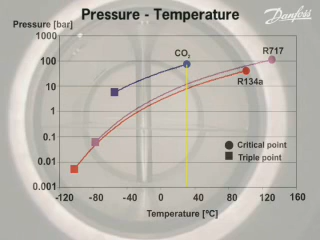 Pressure - Temperature
Danfoss
Pressure [bar]
1000
100
10
1
0.1
0.01
0.001
CO₂
R717
R134a
Critical point
Triple point
-120 -80 -40 0 40 80 120 160
Temperature [ºC]